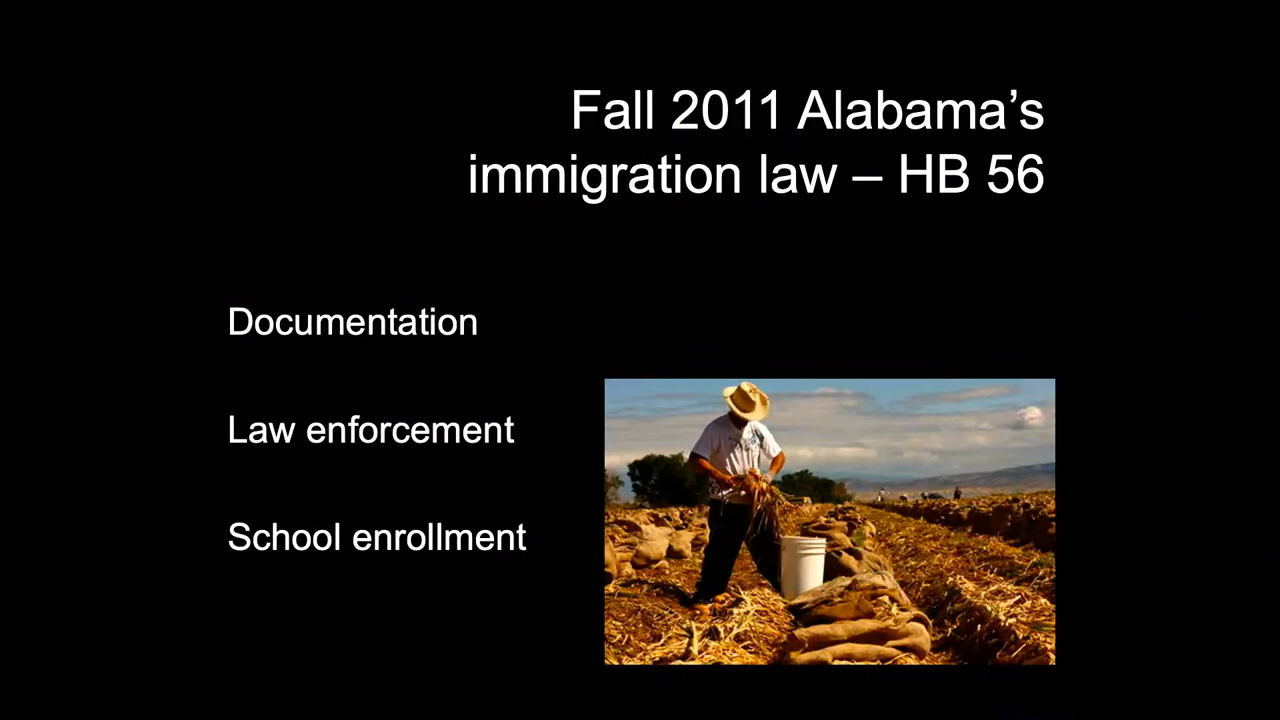 Fall 2011 Alabama’s
immigration law – HB 56
Documentation
Law enforcement
School enrollment